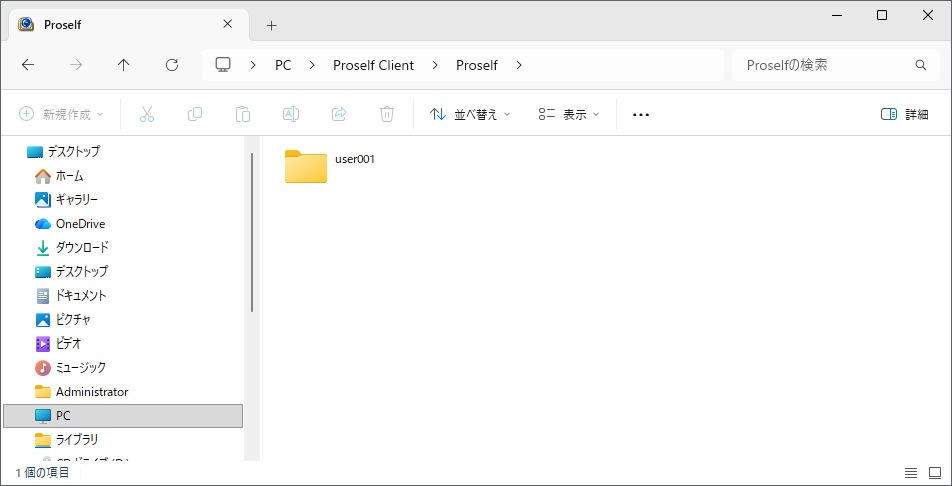 Proself
PC > Proself Client > Proself >
Proselfの検索
新規作成
並べ替え
表示
詳細
デスクトップ
ホーム
ギャラリー
OneDrive
ダウンロード
デスクトップ
ドキュメント
ピクチャ
ビデオ
ミュージック
Administrator
PC
ライブラリ
user001
1 個の項目